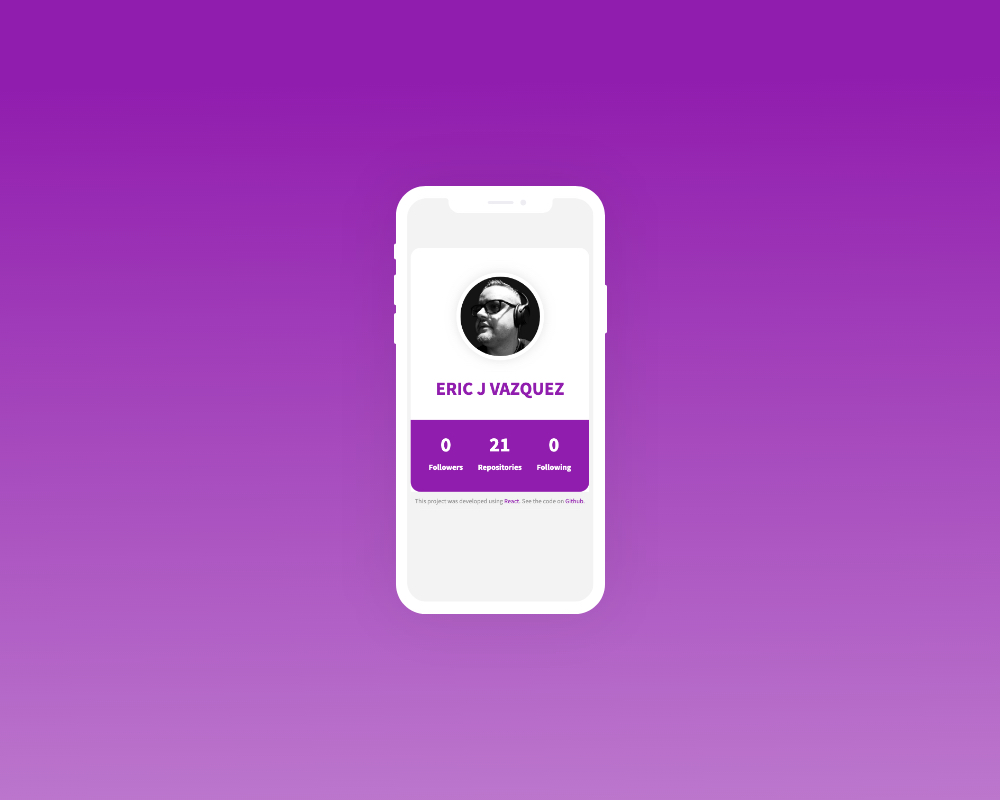 ERIC J VAZQUEZ
0 21 0
Followers Repositories Following
This project was developed using React. See the code on Github.